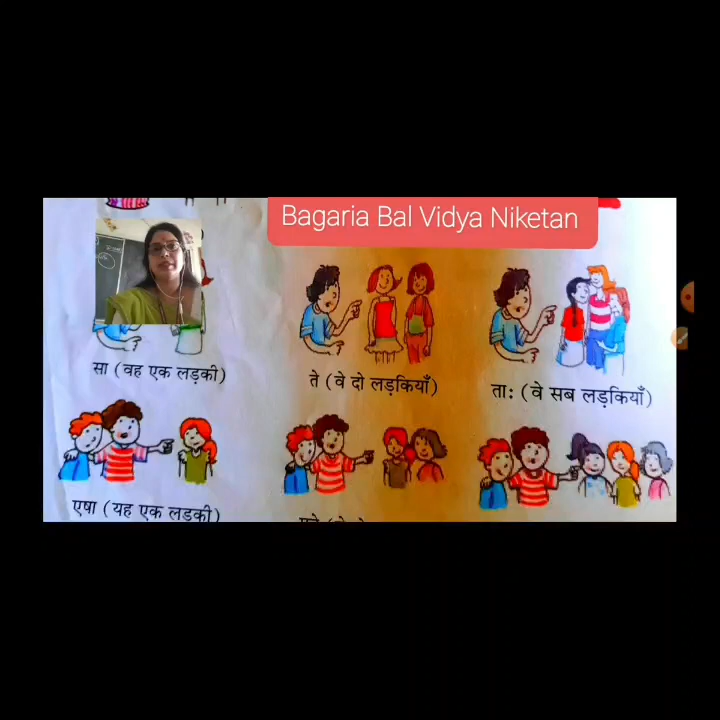 Bagaria Bal Vidya Niketan
सा (वह एक लड़की)
ते (वे दो लड़कियाँ)
ताः (वे सब लड़कियाँ)
एषा (यह एक लड़की)